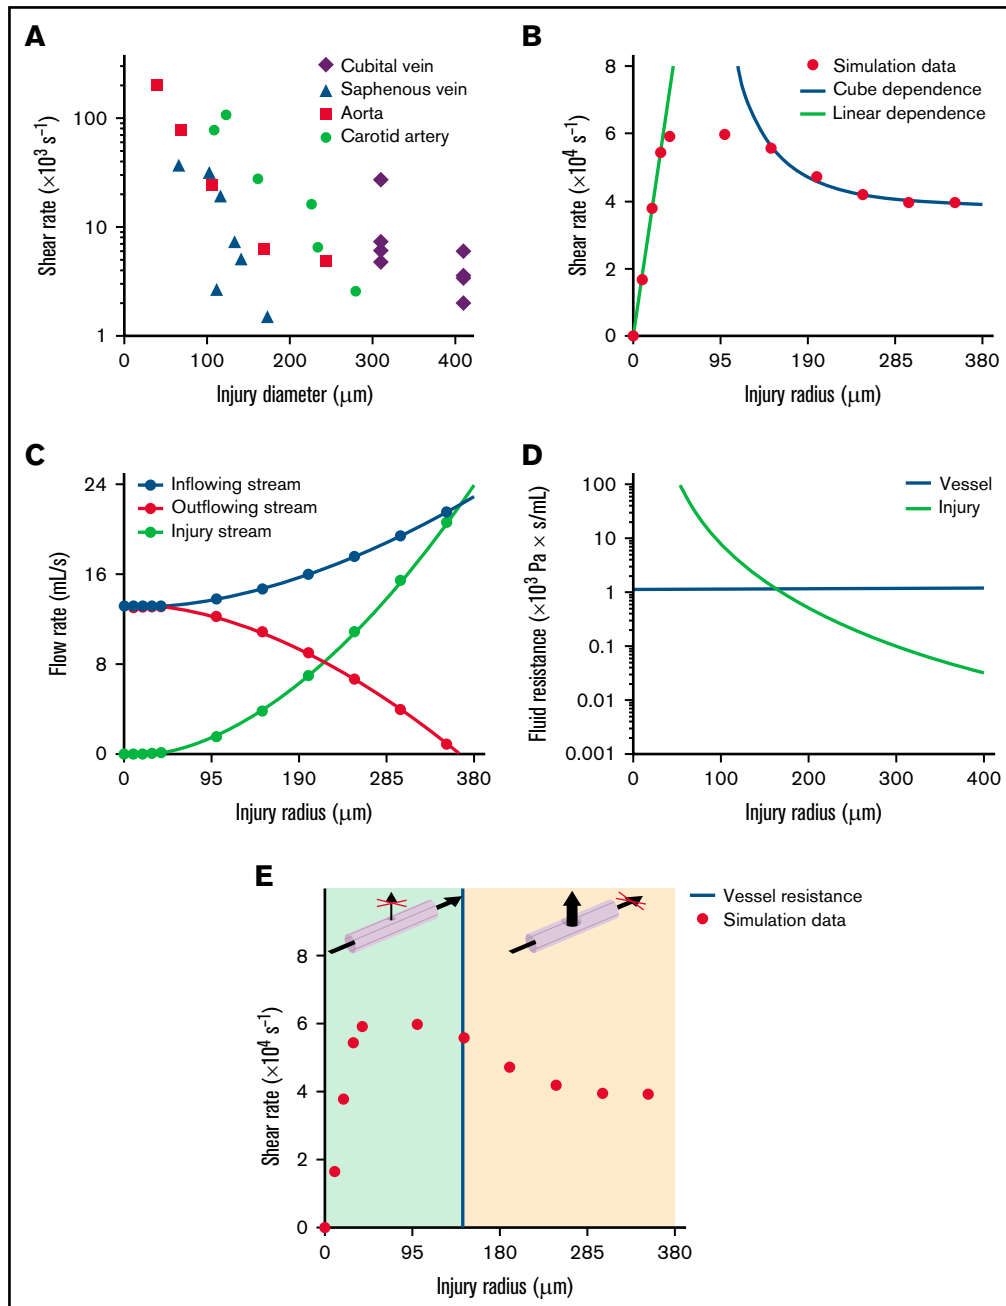 A
Shear rate (×10³ s⁻¹)
100
10
1
0
100
200
300
400
Injury diameter (μm)
Cubital vein
Saphenous vein
Aorta
Carotid artery
B
Shear rate (×10⁴ s⁻¹)
8
6
4
2
0
0
95
190
285
380
Injury radius (μm)
Simulation data
Cube dependence
Linear dependence
C
Flow rate (mL/s)
24
16
8
0
0
95
190
285
380
Injury radius (μm)
Inflowing stream
Outflowing stream
Injury stream
D
Fluid resistance (×10³ Pa × s/mL)
100
10
1
0.1
0.01
0.001
0
100
200
300
400
Injury radius (μm)
Vessel
Injury
E
Shear rate (×10⁴ s⁻¹)
8
6
4
2
0
0
95
180
285
380
Injury radius (μm)
Vessel resistance
Simulation data